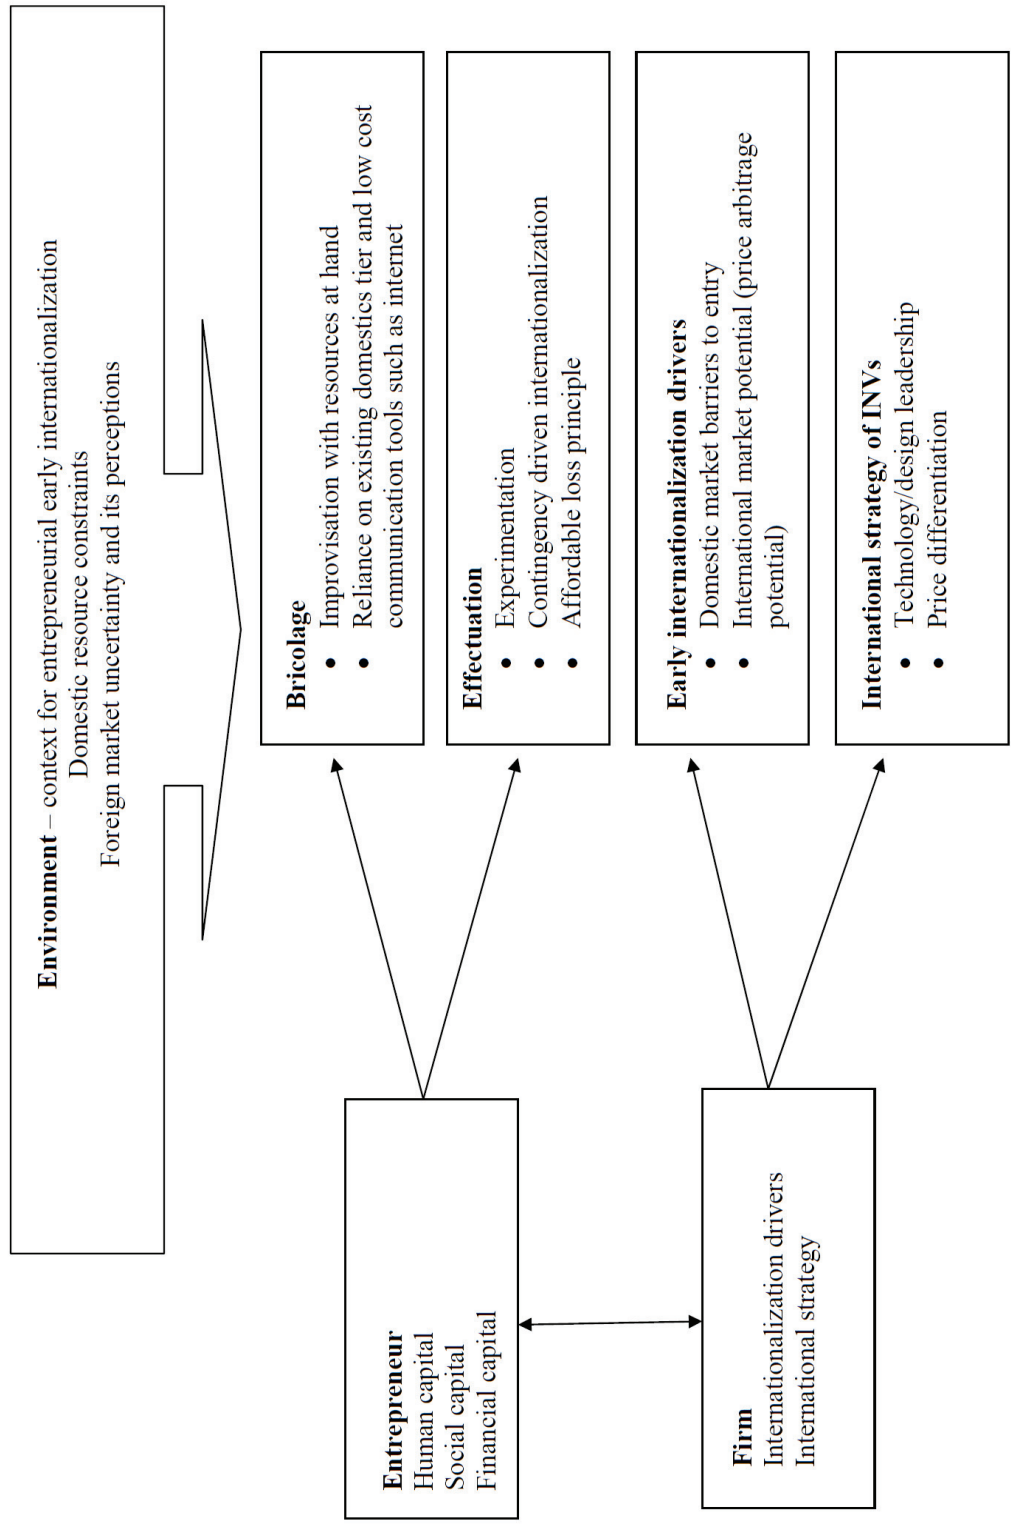 Environment – context for entrepreneurial early internationalization
Domestic resource constraints
Foreign market uncertainty and its perceptions
Entrepreneur
Human capital
Social capital
Financial capital
Firm
Internationalization drivers
International strategy
Bricolage
• Improvisation with resources at hand
• Reliance on existing domestics tier and low cost
communication tools such as internet
Effectuation
• Experimentation
• Contingency driven internationalization
• Affordable loss principle
Early internationalization drivers
• Domestic market barriers to entry
• International market potential (price arbitrage
potential)
International strategy of INVs
• Technology/design leadership
• Price differentiation